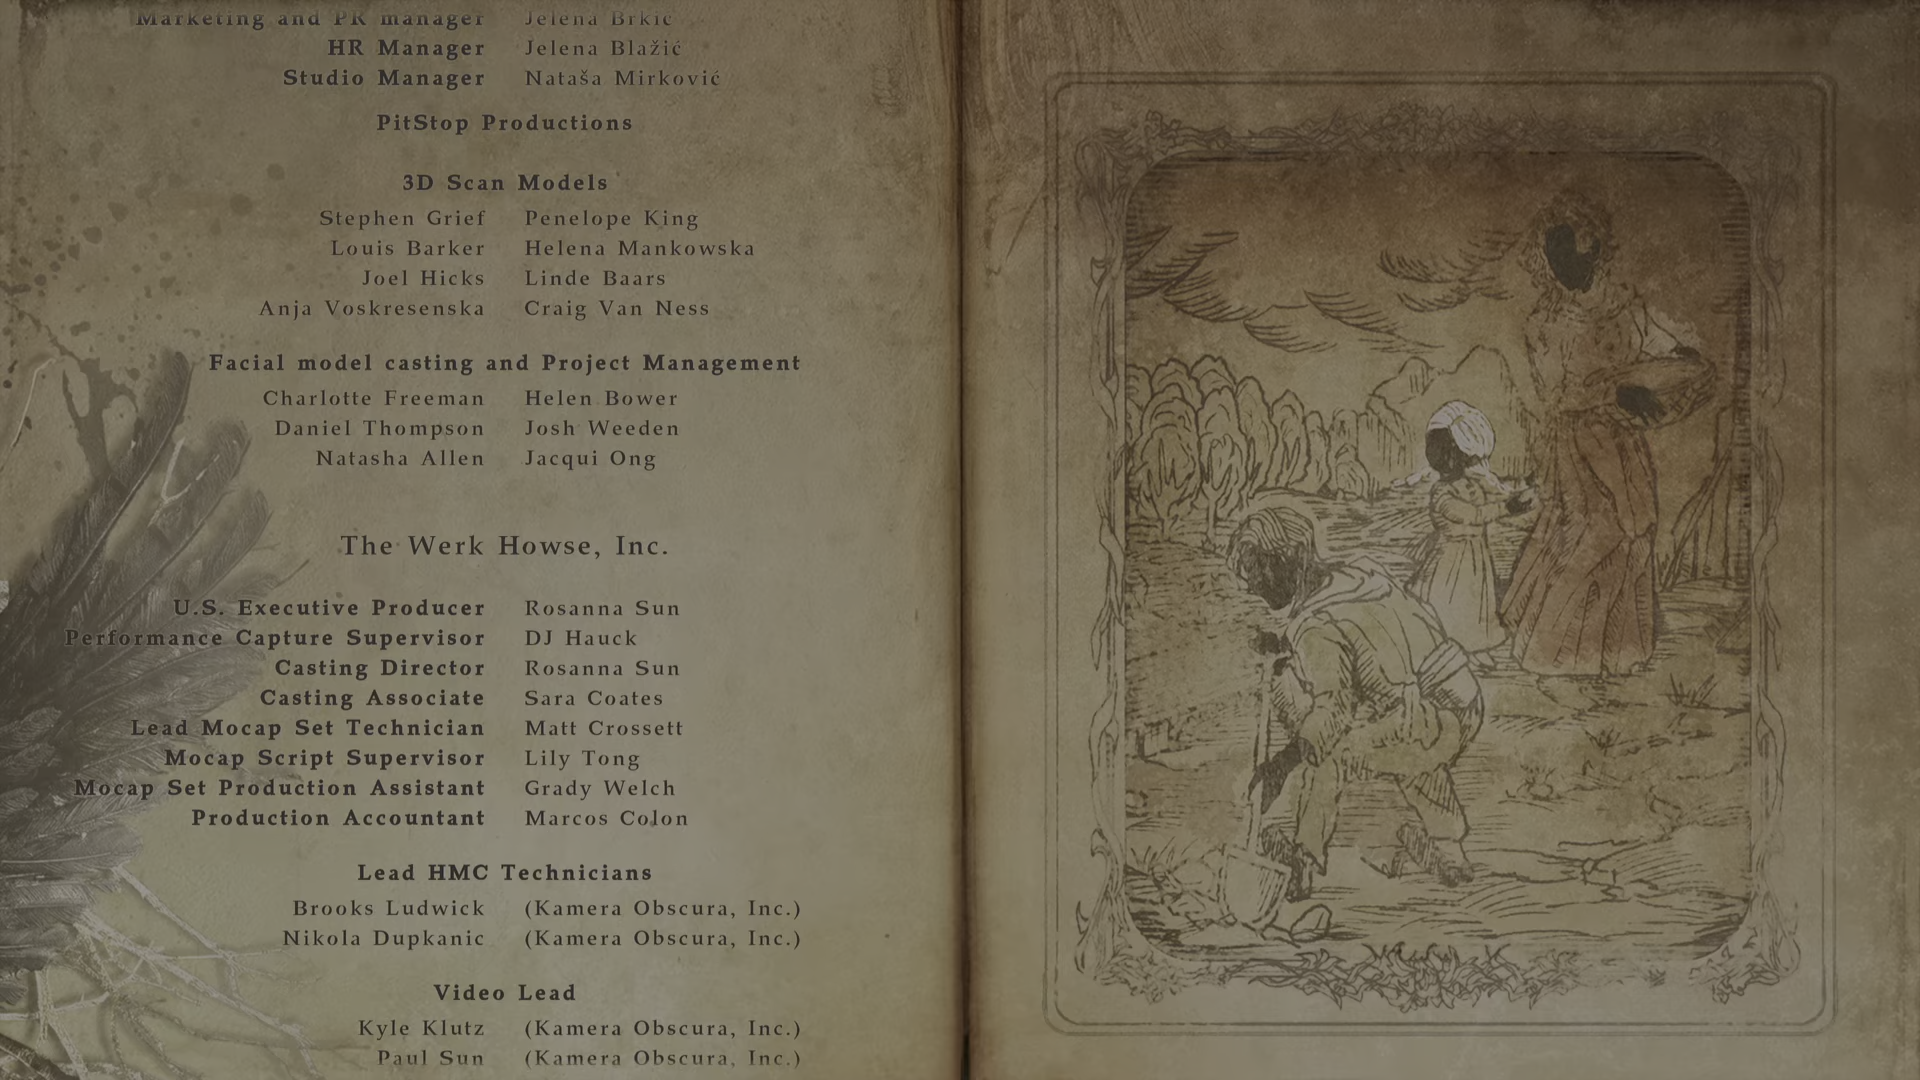 Marketing and PR manager Jelena Brkić
HR Manager Jelena Blažić
Studio Manager Nataša Mirković
PitStop Productions
3D Scan Models
Stephen Grief Penelope King
Louis Barker Helena Mankowska
Joel Hicks Linde Baars
Anja Voskresenska Craig Van Ness
Facial model casting and Project Management
Charlotte Freeman Helen Bower
Daniel Thompson Josh Weeden
Natasha Allen Jacqui Ong
The Werk Howse, Inc.
U.S. Executive Producer Rosanna Sun
Performance Capture Supervisor DJ Hauck
Casting Director Rosanna Sun
Casting Associate Sara Coates
Lead Mocap Set Technician Matt Crossett
Mocap Script Supervisor Lily Tong
Mocap Set Production Assistant Grady Welch
Production Accountant Marcos Colon
Lead HMC Technicians
Brooks Ludwick (Kamera Obscura, Inc.)
Nikola Dupkanic (Kamera Obscura, Inc.)
Video Lead
Kyle Klutz (Kamera Obscura, Inc.)
Paul Sun (Kamera Obscura, Inc.)